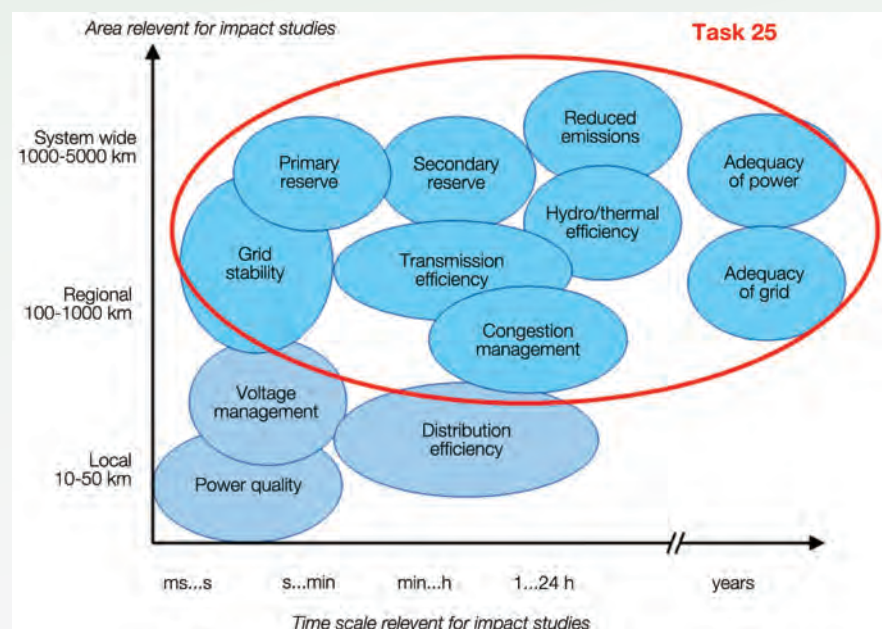 Area relevent for impact studies
Task 25
System wide
1000-5000 km
Regional
100-1000 km
Local
10-50 km
Primary
reserve
Secondary
reserve
Reduced
emissions
Adequacy
of power
Grid
stability
Transmission
efficiency
Hydro/thermal
efficiency
Adequacy
of grid
Congestion
management
Voltage
management
Distribution
efficiency
Power quality
ms...s
s...min
min...h
1...24 h
years
Time scale relevent for impact studies